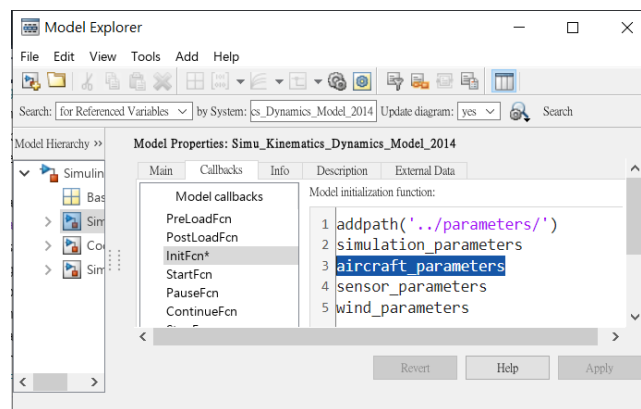 Model Explorer
File Edit View Tools Add Help
Search: for Referenced Variables by System: cs_Dynamics_Model_2014 Update diagram: yes Search
Model Hierarchy >> Model Properties: Simu_Kinematics_Dynamics_Model_2014
Main Callbacks Info Description External Data
Simulin
Bas
Sim
Co
Sim
Model callbacks
PreLoadFcn
PostLoadFcn
InitFcn*
StartFcn
PauseFcn
ContinueFcn
Model initialization function:
1 addpath('../parameters/')
2 simulation_parameters
3 aircraft_parameters
4 sensor_parameters
5 wind_parameters
Revert Help Apply